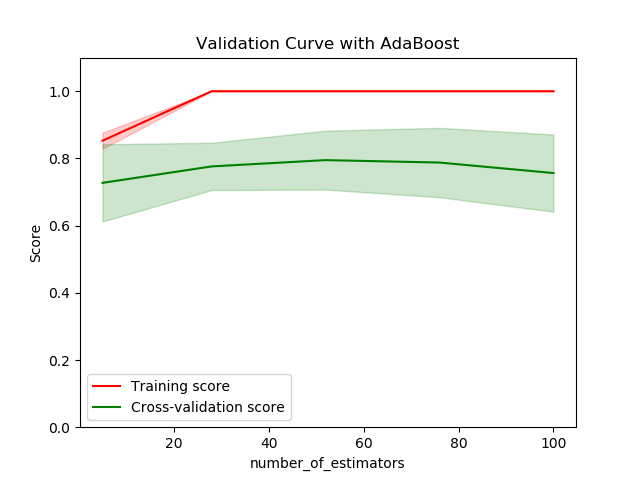 Validation Curve with AdaBoost
1.0
0.8
0.6
0.4
0.2
0.0
Score
Training score
Cross-validation score
20 40 60 80 100
number_of_estimators